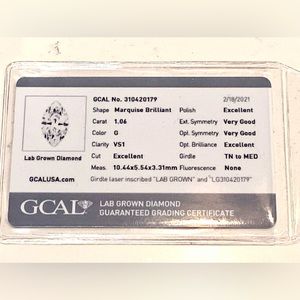 GCAL No. 310420179 2/18/2021
Shape Marquise Brilliant Polish Excellent
Carat 1.06 Ext. Symmetry Very Good
Color G Opt. Symmetry Very Good
Clarity VS1 Opt. Brilliance Excellent
Cut Excellent Girdle TN to MED
Meas. 10.44x5.54x3.31mm Fluorescence None
Lab Grown Diamond
GCALUSA.com Girdle laser inscribed "LAB GROWN" and "LG310420179"
GCAL LAB GROWN DIAMOND
GUARANTEED GRADING CERTIFICATE